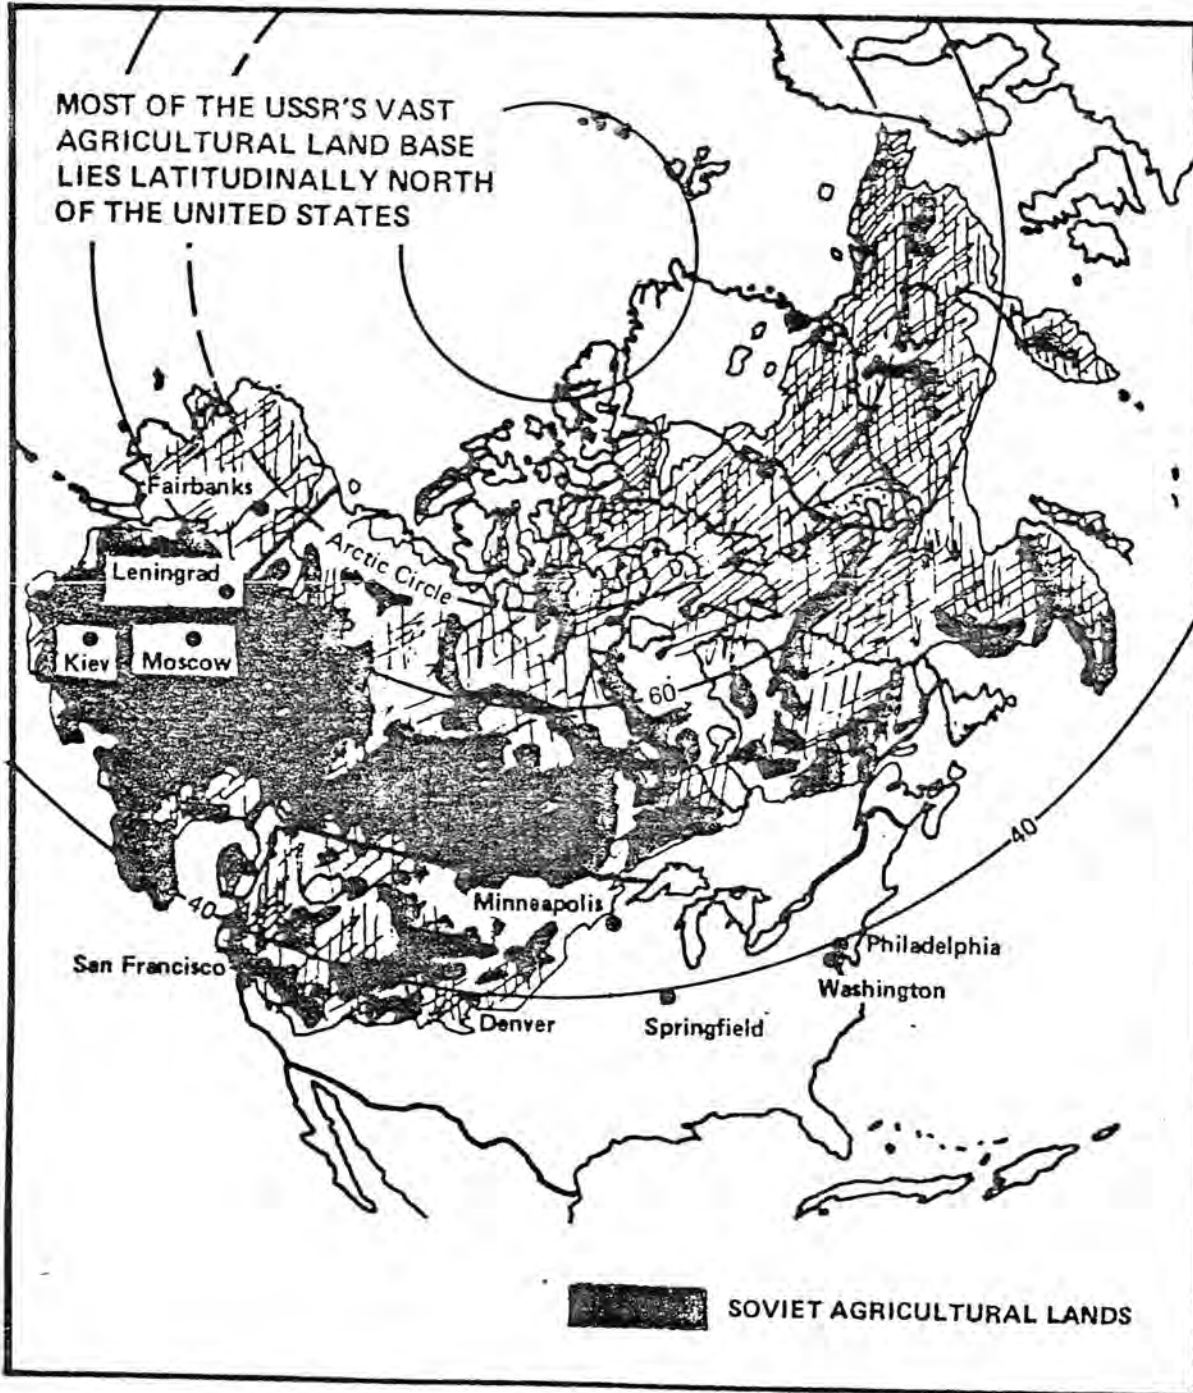 MOST OF THE USSR'S VAST
AGRICULTURAL LAND BASE
LIES LATITUDINALLY NORTH
OF THE UNITED STATES
Fairbanks
Arctic Circle
Leningrad
Kiev
Moscow
60
40
40
Minneapolis
San Francisco
Philadelphia
Washington
Denver
Springfield
SOVIET AGRICULTURAL LANDS